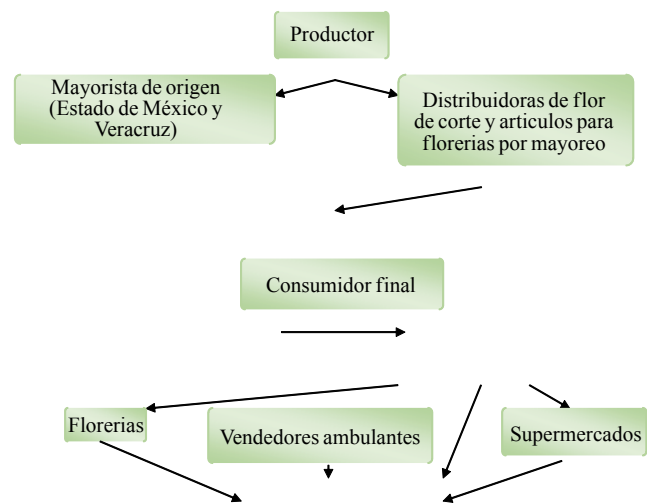 Productor
Mayorista de origen
(Estado de México y
Veracruz)
Distribuidoras de flor
de corte y articulos para
florerias por mayoreo
Consumidor final
Florerias
Vendedores ambulantes
Supermercados